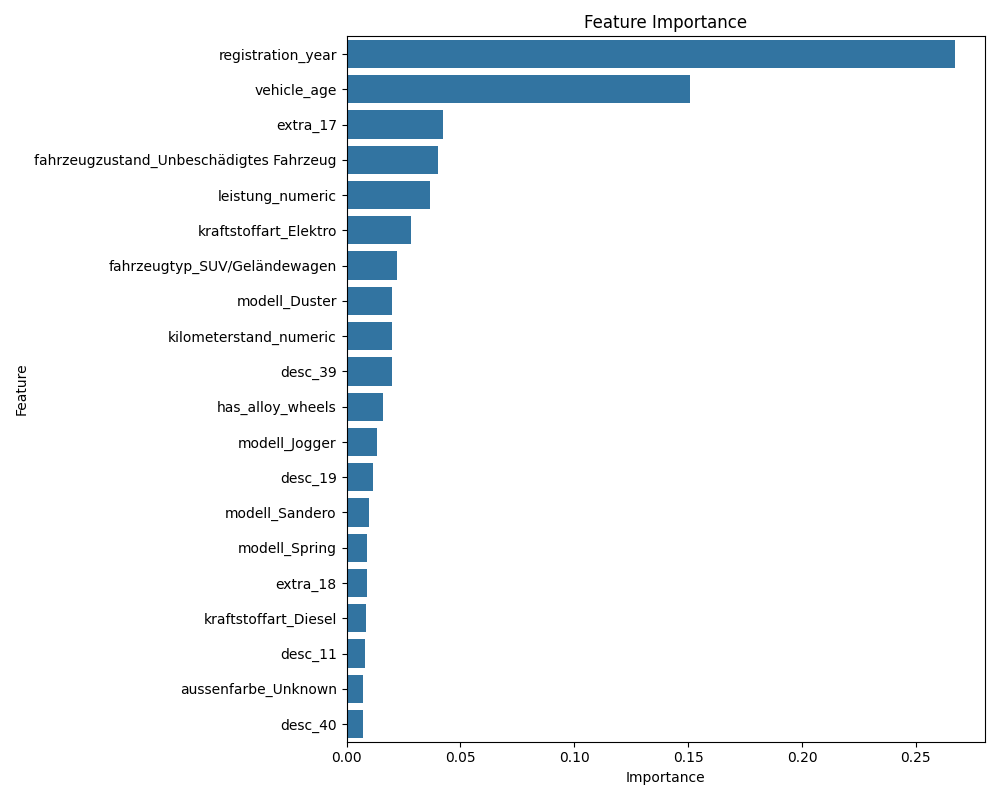 Feature Importance
registration_year
vehicle_age
extra_17
fahrzeugzustand_Unbeschädigtes Fahrzeug
leistung_numeric
kraftstoffart_Elektro
fahrzeugtyp_SUV/Geländewagen
modell_Duster
kilometerstand_numeric
desc_39
has_alloy_wheels
modell_Jogger
desc_19
modell_Sandero
modell_Spring
extra_18
kraftstoffart_Diesel
desc_11
aussenfarbe_Unknown
desc_40
Feature
0.00 0.05 0.10 0.15 0.20 0.25
Importance